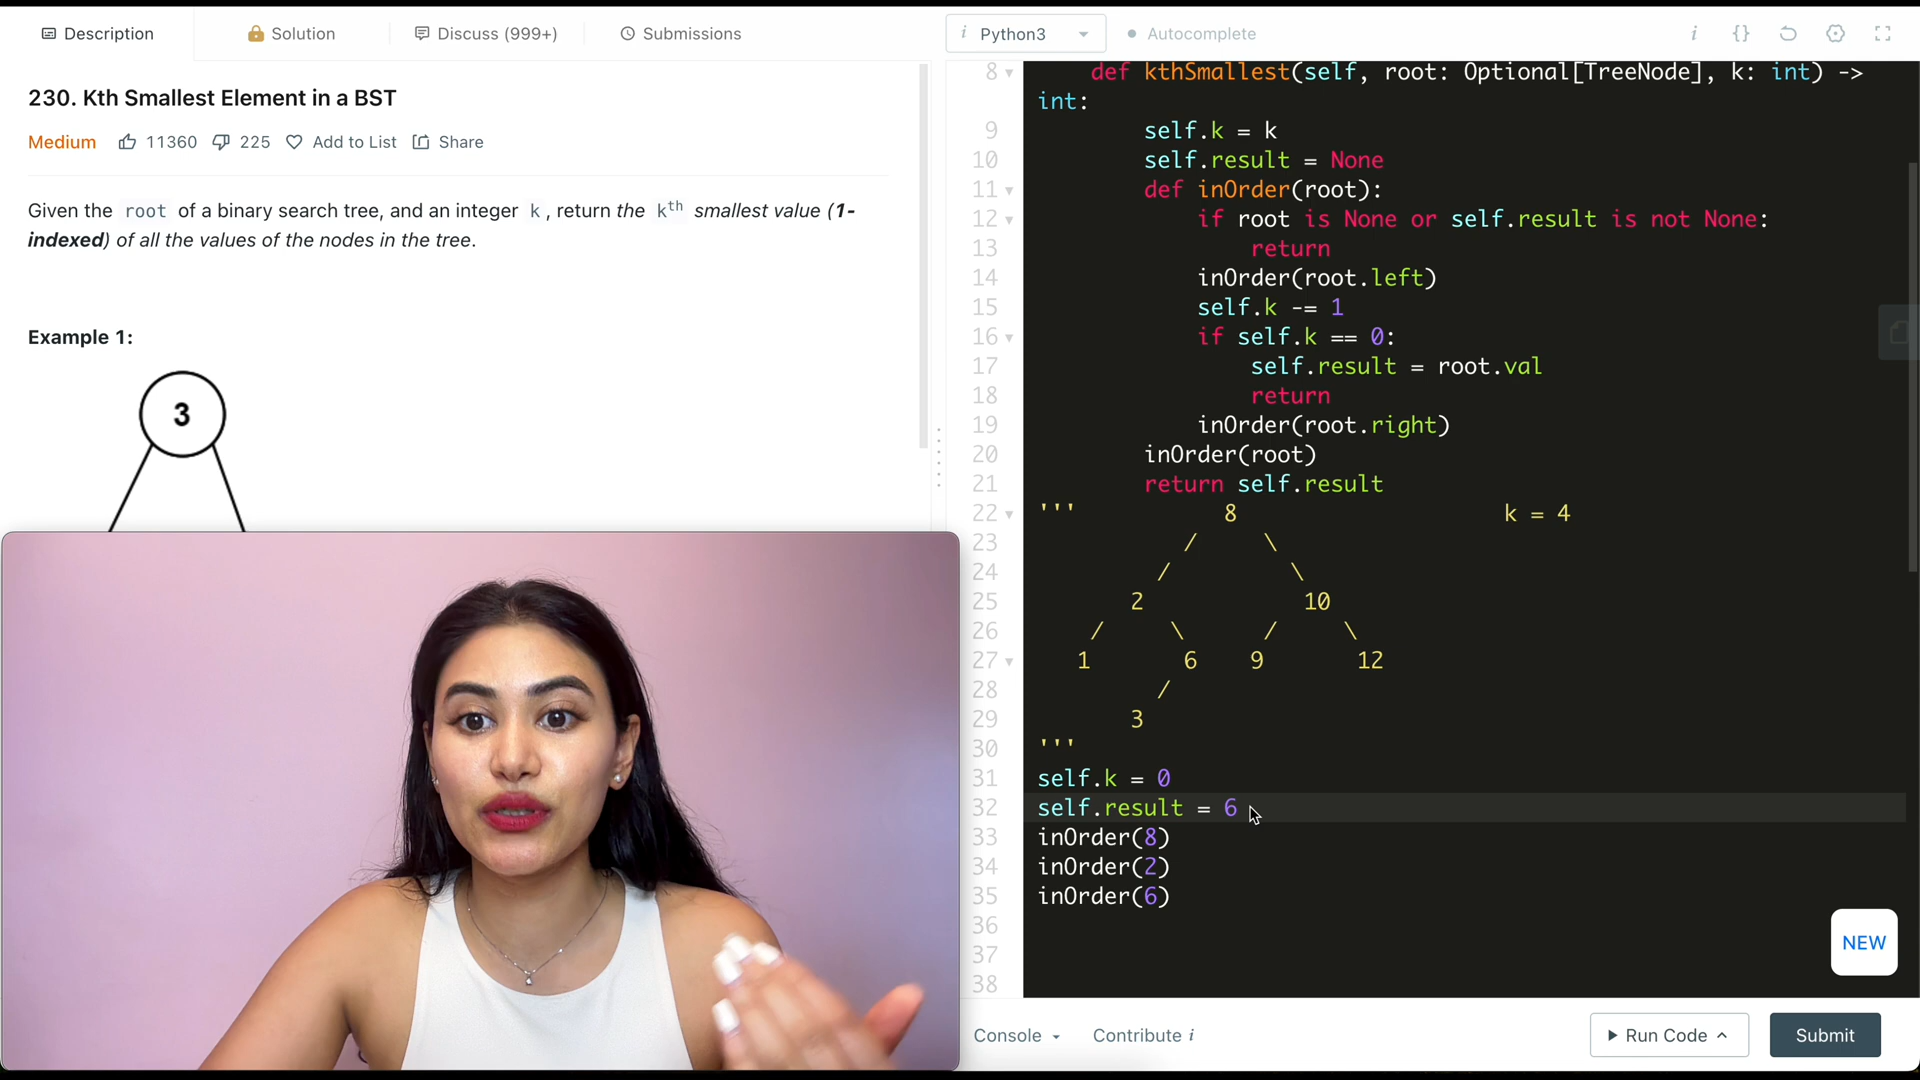 Description
Solution
Discuss (999+)
Submissions
230. Kth Smallest Element in a BST
Medium 11360 225 Add to List Share
Given the root of a binary search tree, and an integer k, return the kth smallest value (1-
indexed) of all the values of the nodes in the tree.
Example 1:
3
i Python3
Autocomplete
i {}
8 def kthSmallest(self, root: Optional[TreeNode], k: int) ->
int:
9 self.k = k
10 self.result = None
11 def inOrder(root):
12 if root is None or self.result is not None:
13 return
14 inOrder(root.left)
15 self.k -= 1
16 if self.k == 0:
17 self.result = root.val
18 return
19 inOrder(root.right)
20 inOrder(root)
21 return self.result
22 ''' 8 k = 4
23 / \
24 / \
25 2 10
26 / \ / \
27 1 6 9 12
28 /
29 3
30 '''
31 self.k = 0
32 self.result = 6
33 inOrder(8)
34 inOrder(2)
35 inOrder(6)
36
37
38
NEW
Console
Contribute i
Run Code
Submit